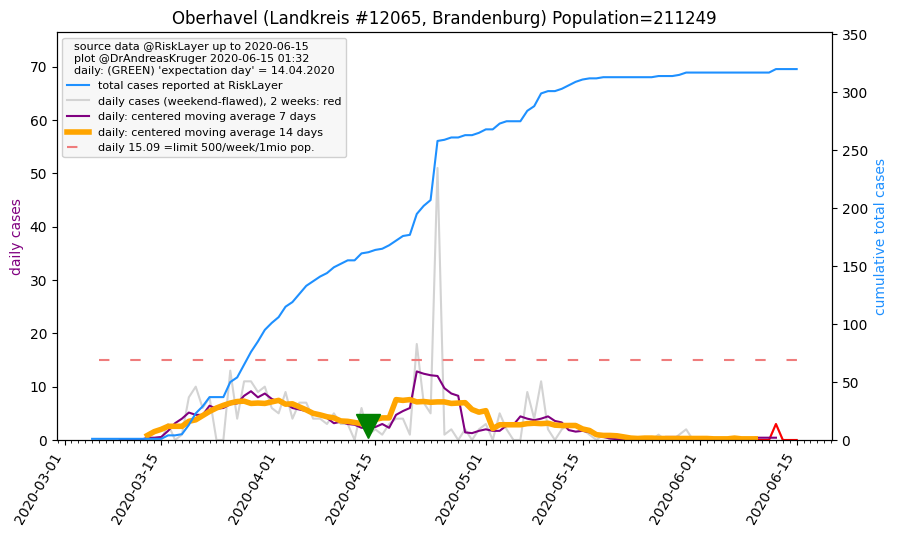 Oberhavel (Landkreis #12065, Brandenburg) Population=211249
source data @RiskLayer up to 2020-06-15
plot @DrAndreasKruger 2020-06-15 01:32
daily: (GREEN) 'expectation day' = 14.04.2020
total cases reported at RiskLayer
daily cases (weekend-flawed), 2 weeks: red
daily: centered moving average 7 days
daily: centered moving average 14 days
daily 15.09 =limit 500/week/1mio pop.
daily cases
70
60
50
40
30
20
10
0
350
300
250
200
150
100
50
0
cumulative total cases
2020-03-01
2020-03-15
2020-04-01
2020-04-15
2020-05-01
2020-05-15
2020-06-01
2020-06-15